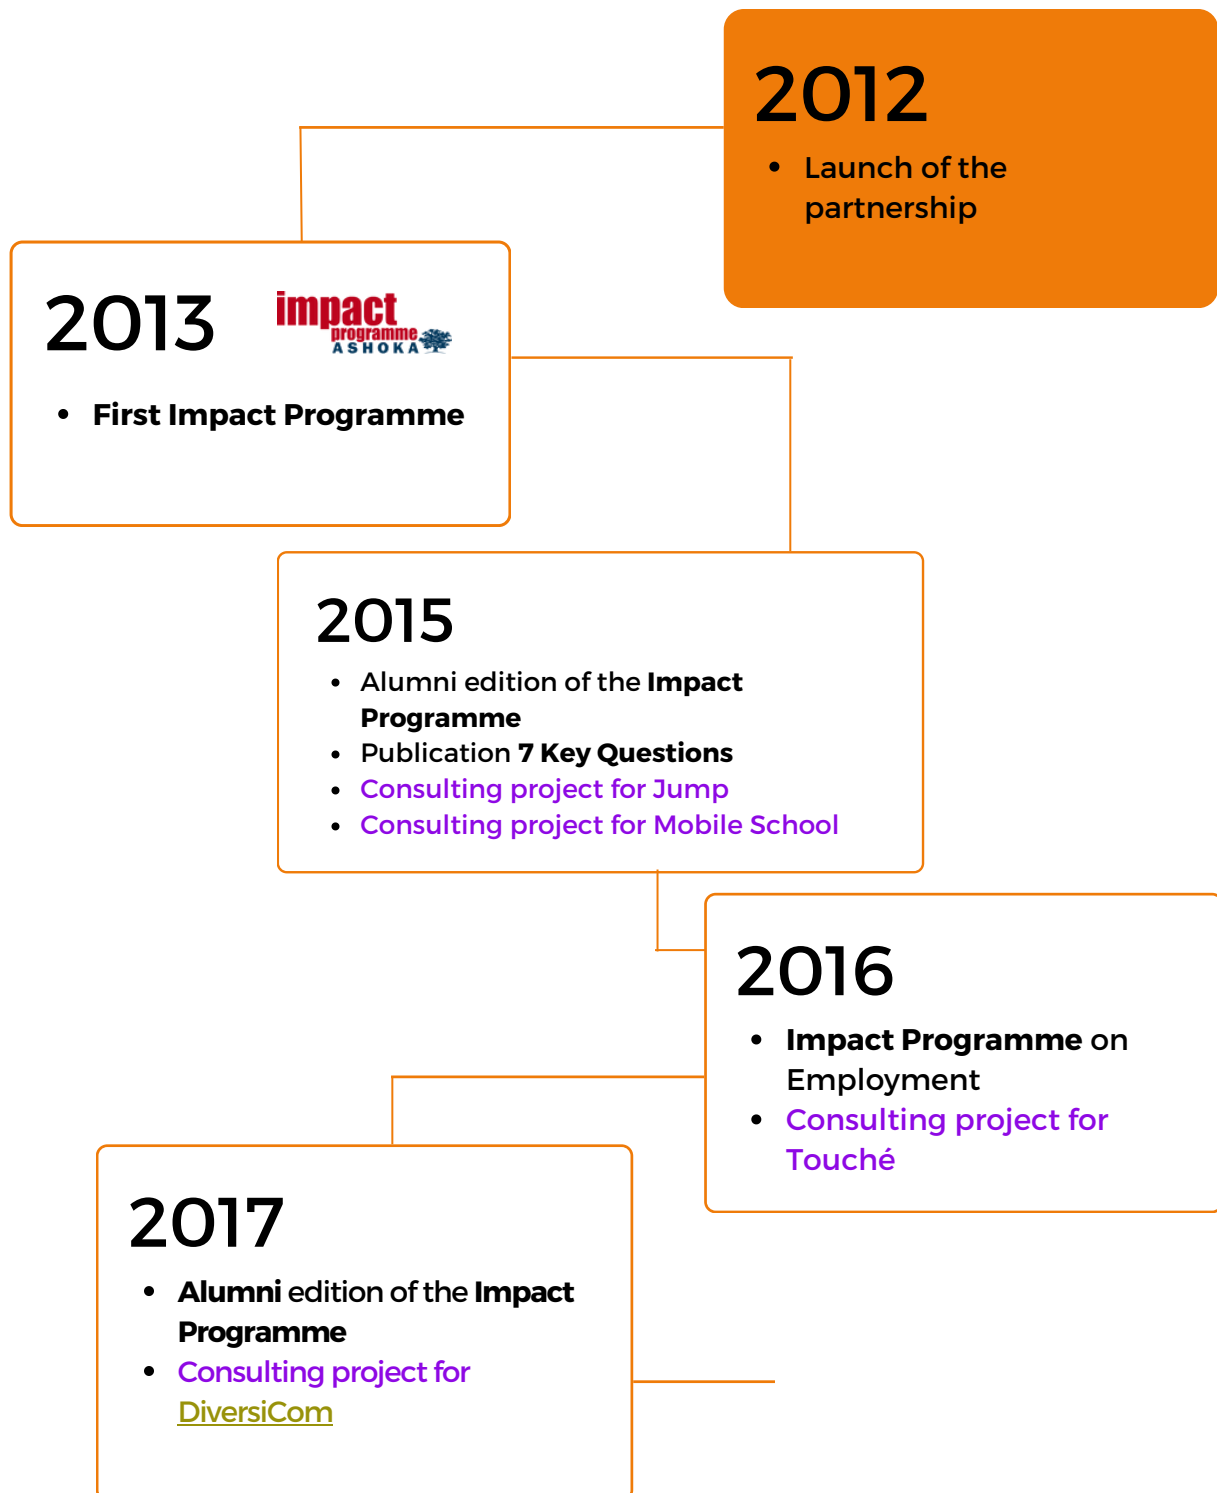 2012
• Launch of the
partnership
2013
impact
programme
ASHOKA
• First Impact Programme
2015
• Alumni edition of the Impact
Programme
• Publication 7 Key Questions
• Consulting project for Jump
• Consulting project for Mobile School
2016
• Impact Programme on
Employment
• Consulting project for
Touché
2017
• Alumni edition of the Impact
Programme
• Consulting project for
DiversiCom